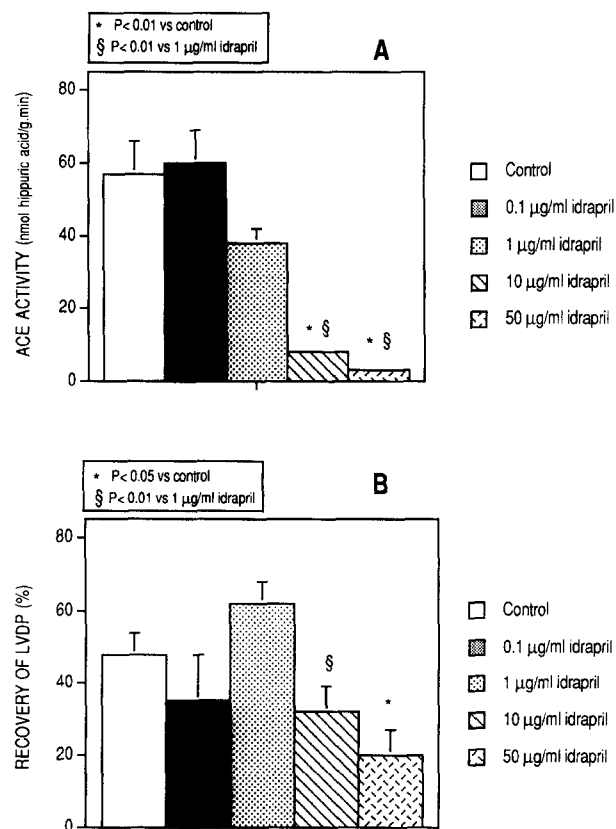 * P< 0.01 vs control
§ P< 0.01 vs 1 µg/ml idrapril
A
ACE ACTIVITY (nmol hippuric acid/g.min)
80
60
40
20
0
* §
* §
Control
0.1 µg/ml idrapril
1 µg/ml idrapril
10 µg/ml idrapril
50 µg/ml idrapril
* P< 0.05 vs control
§ P< 0.01 vs 1 µg/ml idrapril
B
RECOVERY OF LVDP (%)
80
60
40
20
0
§
*
Control
0.1 µg/ml idrapril
1 µg/ml idrapril
10 µg/ml idrapril
50 µg/ml idrapril